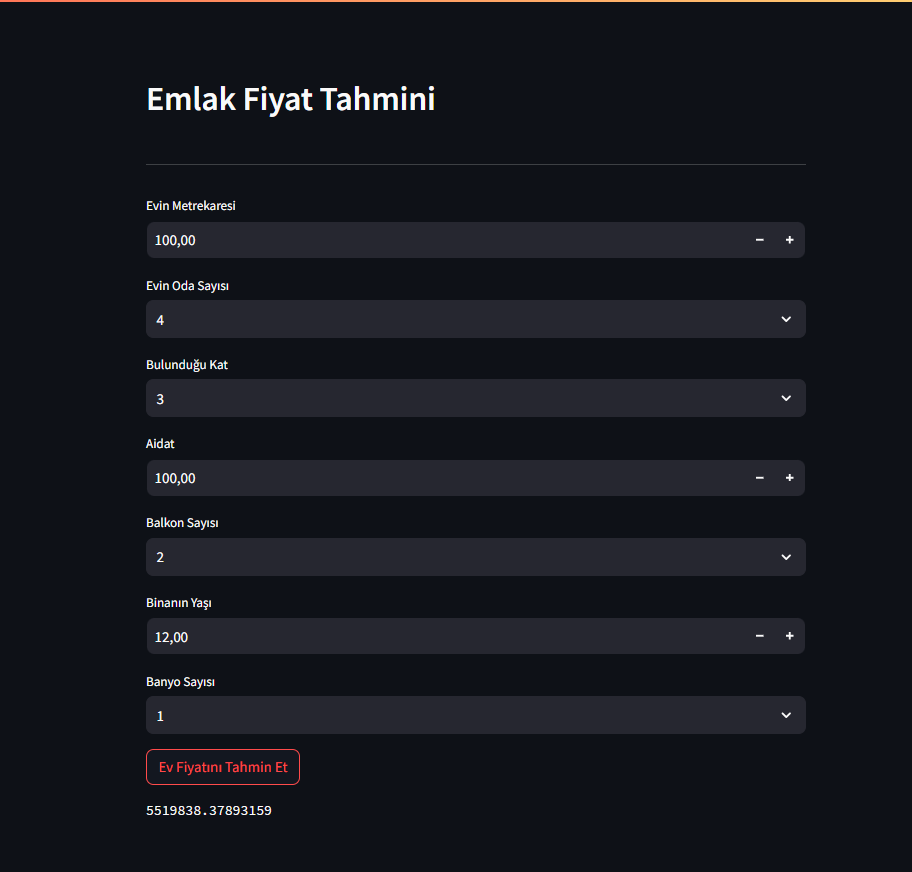 Emlak Fiyat Tahmini
Evin Metrekaresi
100,00
Evin Oda Sayısı
4
Bulunduğu Kat
3
Aidat
100,00
Balkon Sayısı
2
Binanın Yaşı
12,00
Banyo Sayısı
1
Ev Fiyatını Tahmin Et
5519838.37893159